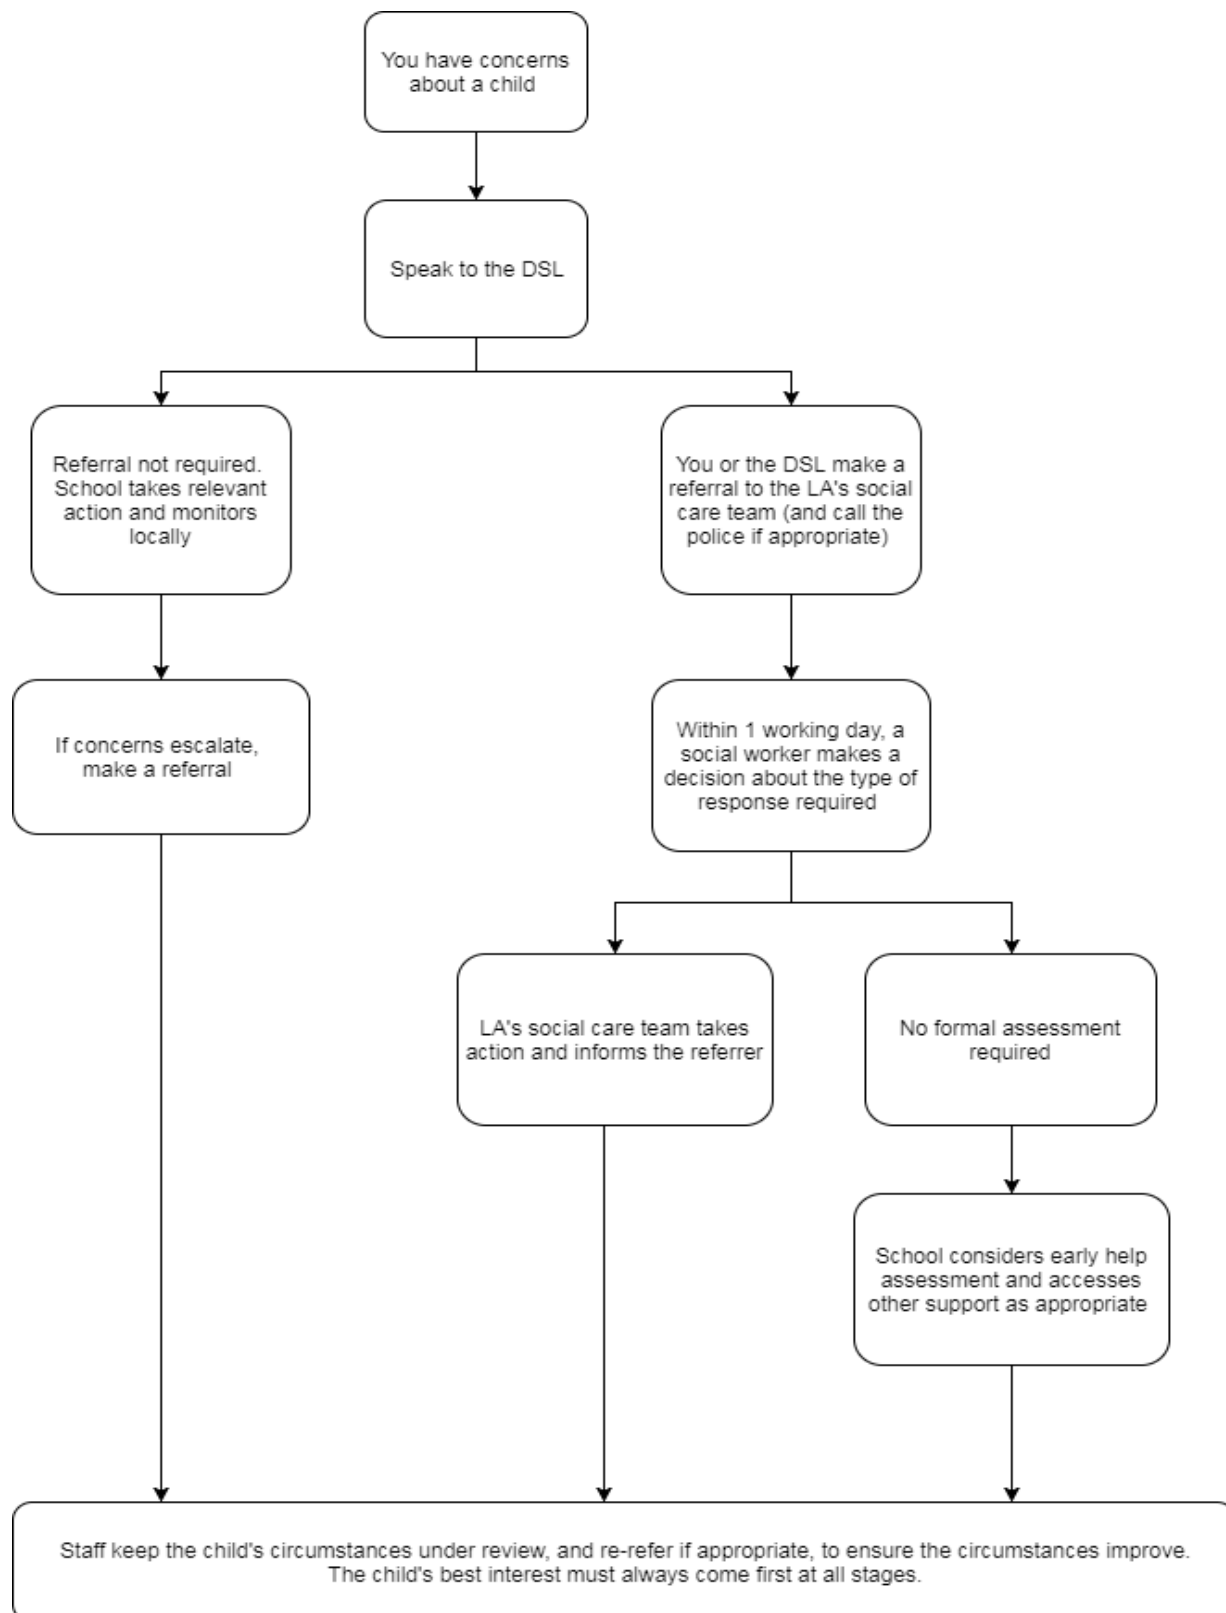 You have concerns
about a child
Speak to the DSL
Referral not required.
School takes relevant
action and monitors
locally
You or the DSL make a
referral to the LA's social
care team (and call the
police if appropriate)
If concerns escalate,
make a referral
Within 1 working day, a
social worker makes a
decision about the type of
response required
LA's social care team takes
action and informs the referrer
No formal assessment
required
School considers early help
assessment and accesses
other support as appropriate
Staff keep the child's circumstances under review, and re-refer if appropriate, to ensure the circumstances improve.
The child's best interest must always come first at all stages.